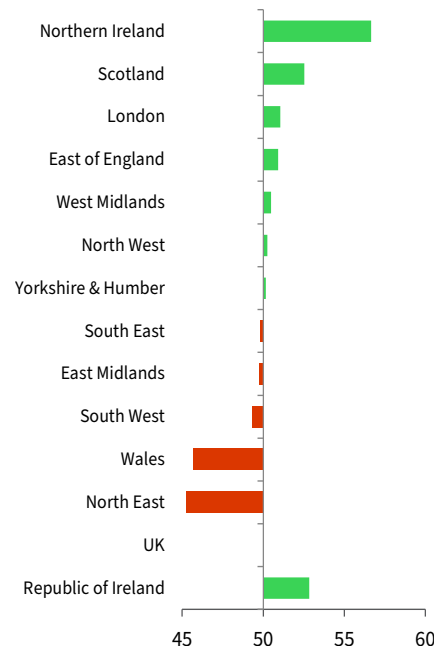 Northern Ireland
Scotland
London
East of England
West Midlands
North West
Yorkshire & Humber
South East
East Midlands
South West
Wales
North East
UK
Republic of Ireland
45 50 55 60